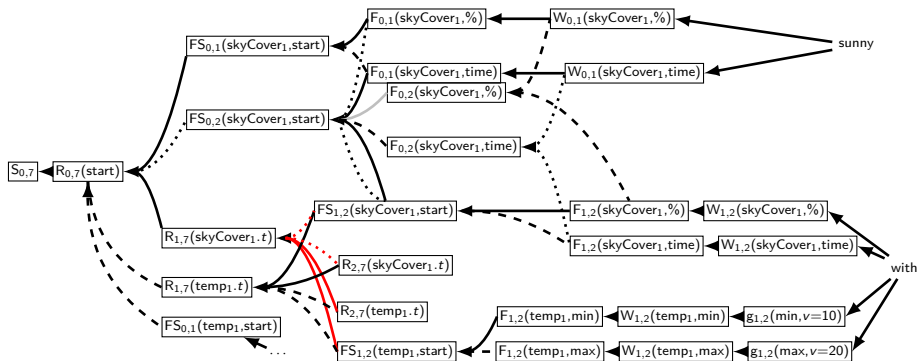 F₀,₁(skyCover₁,%) W₀,₁(skyCover₁,%)
FS₀,₁(skyCover₁,start) sunny
F₀,₁(skyCover₁,time) W₀,₁(skyCover₁,time)
F₀,₂(skyCover₁,%)
FS₀,₂(skyCover₁,start)
F₀,₂(skyCover₁,time)
S₀,₇ R₀,₇(start)
FS₁,₂(skyCover₁,start) F₁,₂(skyCover₁,%) W₁,₂(skyCover₁,%)
R₁,₇(skyCover₁.t)
F₁,₂(skyCover₁,time) W₁,₂(skyCover₁,time)
R₂,₇(skyCover₁.t) with
R₁,₇(temp₁.t)
R₂,₇(temp₁.t) F₁,₂(temp₁,min) W₁,₂(temp₁,min) g₁,₂(min,v=10)
FS₀,₁(temp₁,start)
... FS₁,₂(temp₁,start) F₁,₂(temp₁,max) W₁,₂(temp₁,max) g₁,₂(max,v=20)